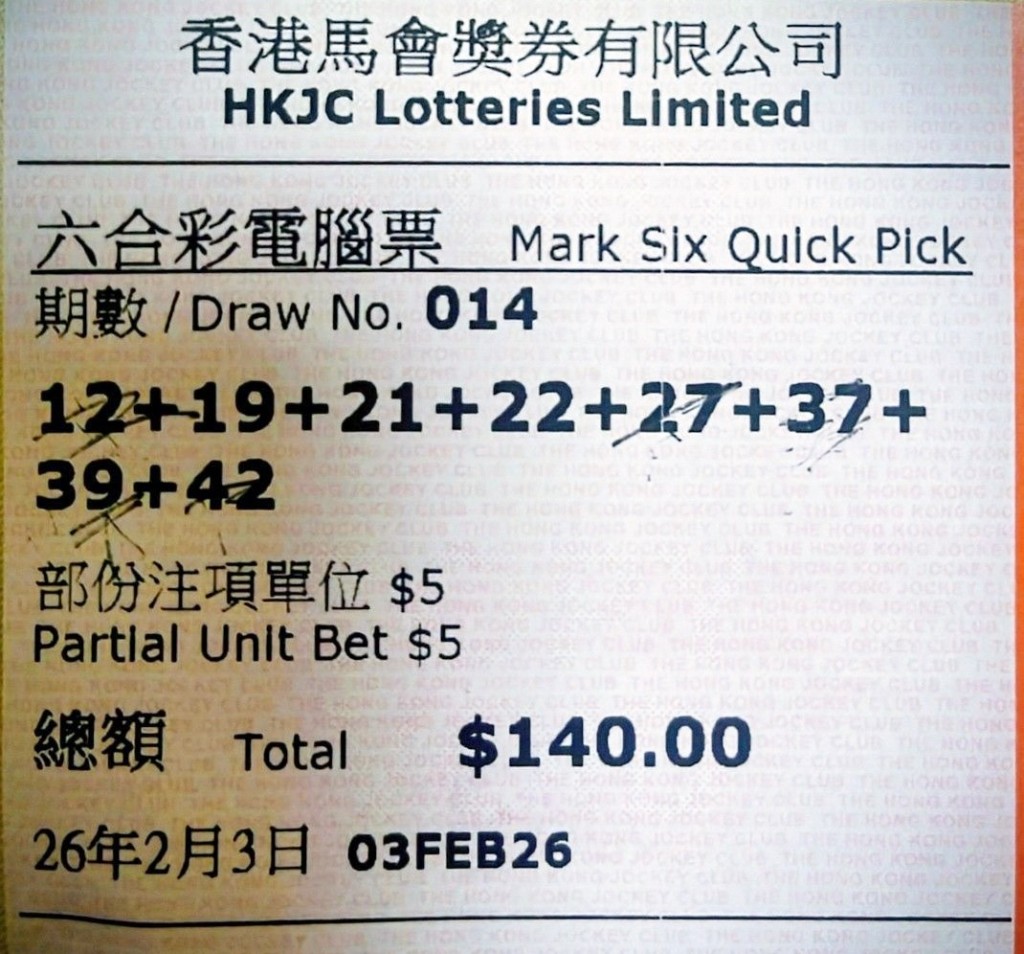 香港馬會獎券有限公司
HKJC Lotteries Limited
六合彩電腦票 Mark Six Quick Pick
期數 / Draw No. 014
12+19+21+22+27+37+
39+42
部份注項單位 $5
Partial Unit Bet $5
總額 Total $140.00
26年2月3日 03FEB26